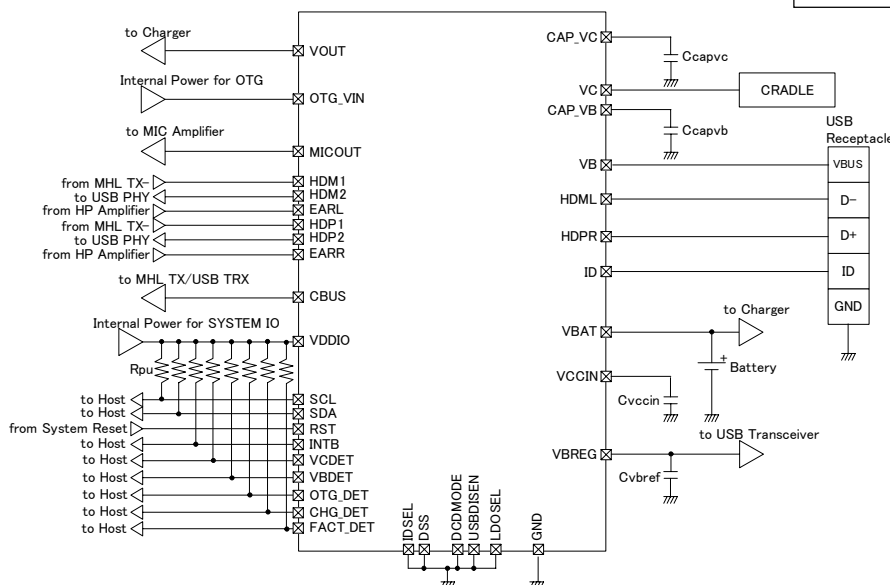 to Charger
VOUT
Internal Power for OTG
OTG_VIN
to MIC Amplifier
MICOUT
from MHL TX-
HDM1
to USB PHY
HDM2
from HP Amplifier
EARL
from MHL TX-
HDP1
to USB PHY
HDP2
from HP Amplifier
EARR
to MHL TX/USB TRX
CBUS
Internal Power for SYSTEM IO
VDDIO
Rpu
to Host
SCL
to Host
SDA
from System Reset
RST
to Host
INTB
to Host
VCDET
to Host
VBDET
to Host
OTG_DET
to Host
CHG_DET
to Host
FACT_DET
IDSEL
DSS
DCDMODE
USBDISEN
LDOSEL
GND
CAP_VC
Ccapvc
VC
CRADLE
CAP_VB
Ccapvb
USB
Receptacle
VB
VBUS
HDML
D-
HDPR
D+
ID
ID
GND
to Charger
VBAT
+
Battery
VCCIN
Cvccin
to USB Transceiver
VBREG
Cvbref